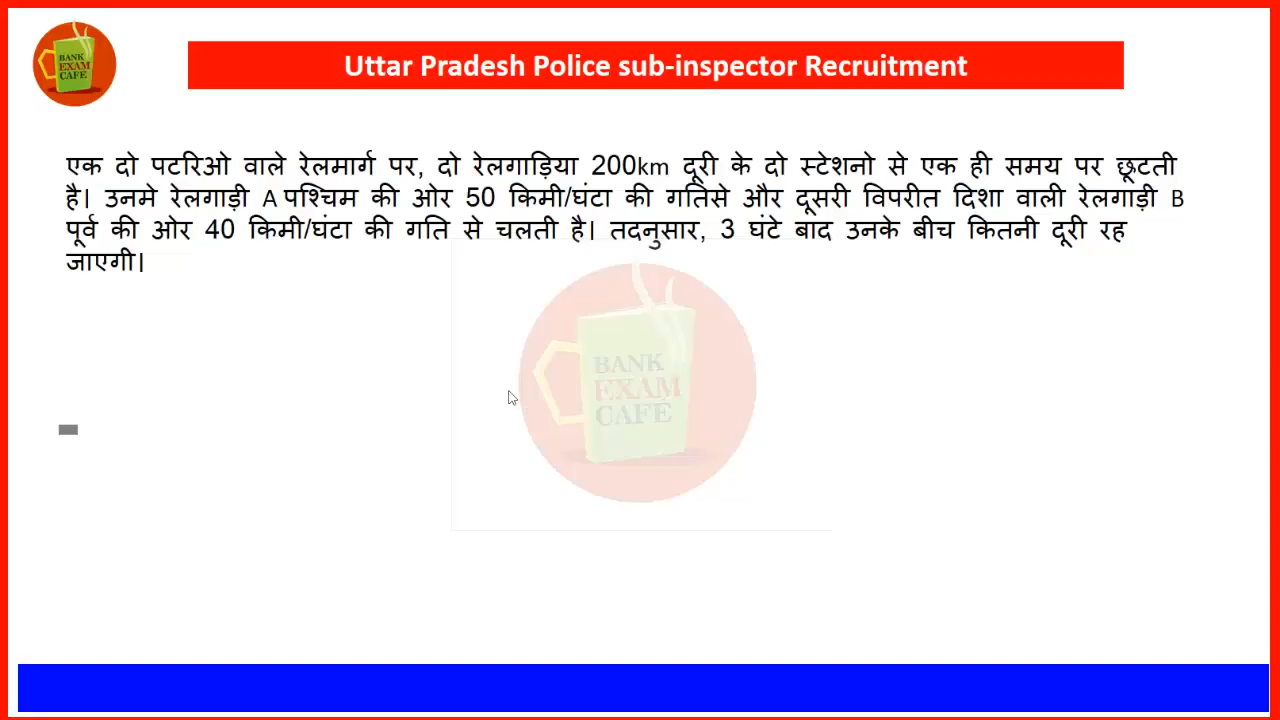 BANK
EXAM
CAFE
Uttar Pradesh Police sub-inspector Recruitment
एक दो पटरिओ वाले रेलमार्ग पर, दो रेलगाड़िया 200km दूरी के दो स्टेशनो से एक ही समय पर छूटती
है। उनमे रेलगाड़ी A पश्चिम की ओर 50 किमी/घंटा की गतिसे और दूसरी विपरीत दिशा वाली रेलगाड़ी B
पूर्व की ओर 40 किमी/घंटा की गति से चलती है। तदनुसार, 3 घंटे बाद उनके बीच कितनी दूरी रह
जाएगी।
BANK
EXAM
CAFE